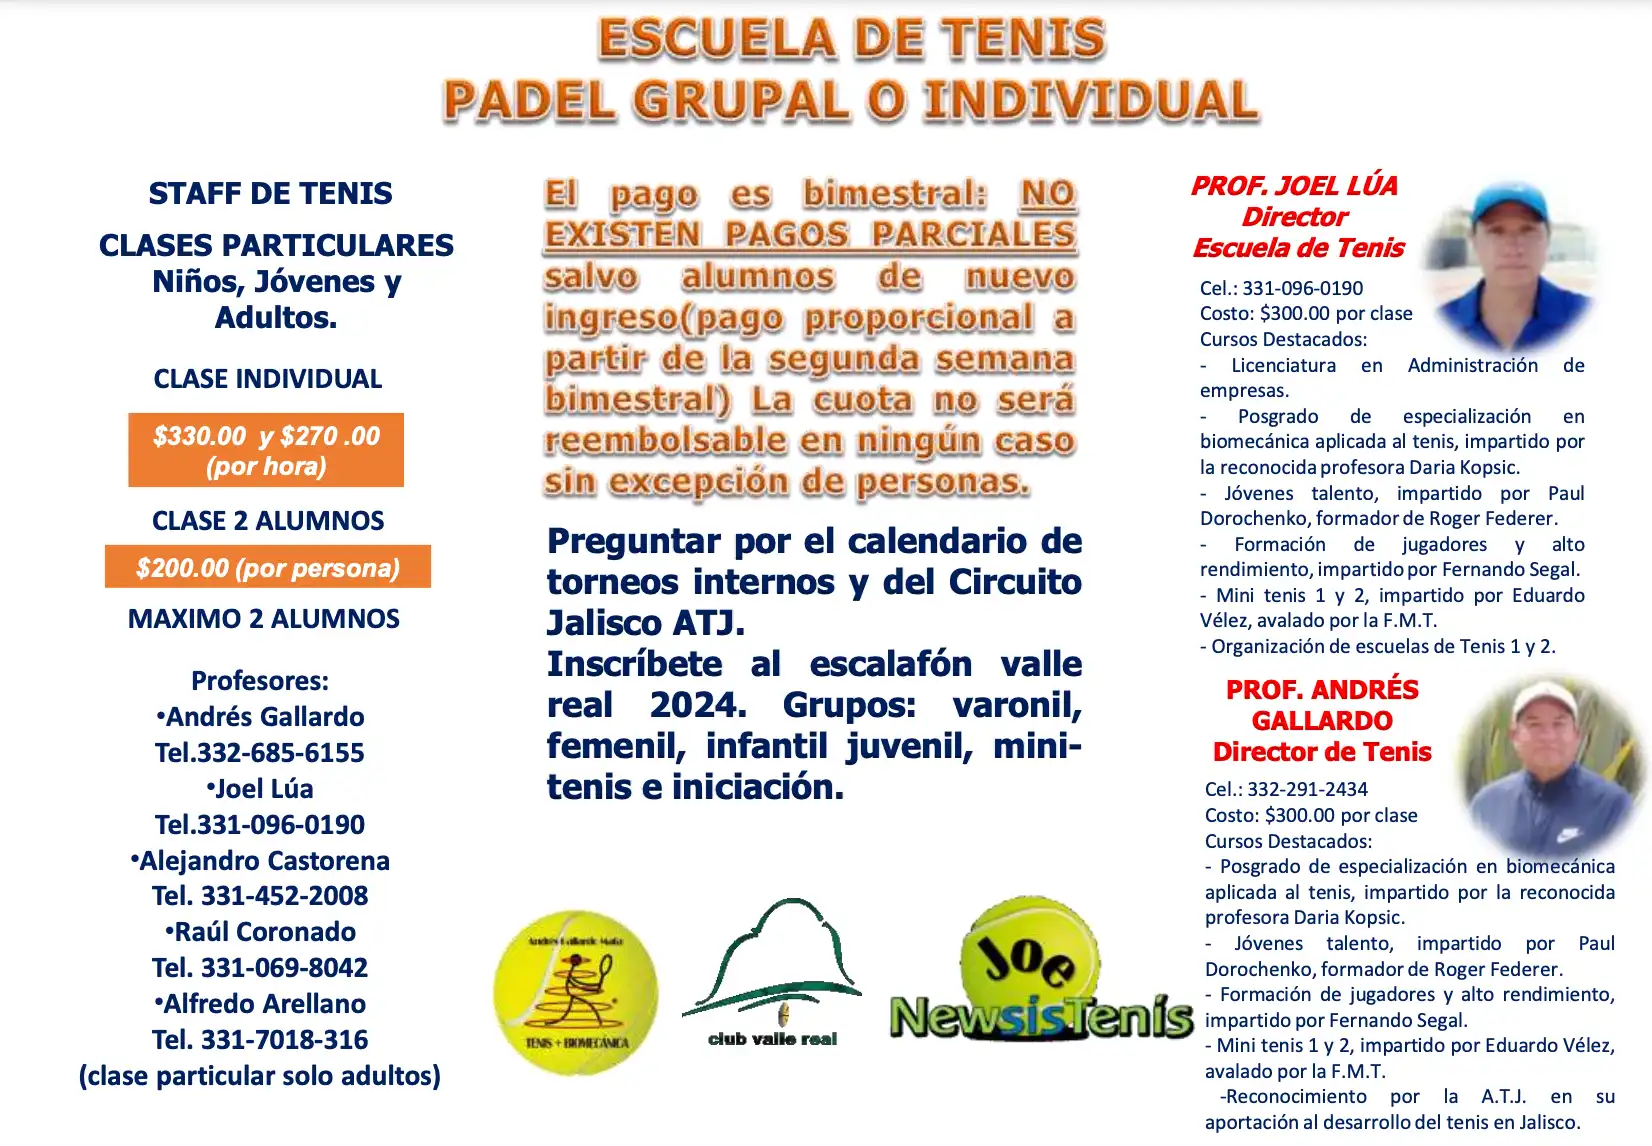 ESCUELA DE TENIS
PADEL GRUPAL O INDIVIDUAL
STAFF DE TENIS
CLASES PARTICULARES
Niños, Jóvenes y
Adultos.
CLASE INDIVIDUAL
$330.00 y $270 .00
(por hora)
CLASE 2 ALUMNOS
$200.00 (por persona)
MAXIMO 2 ALUMNOS
Profesores:
•Andrés Gallardo
Tel.332-685-6155
•Joel Lúa
Tel.331-096-0190
•Alejandro Castorena
Tel. 331-452-2008
•Raúl Coronado
Tel. 331-069-8042
•Alfredo Arellano
Tel. 331-7018-316
(clase particular solo adultos)
El pago es bimestral: NO
EXISTEN PAGOS PARCIALES
salvo alumnos de nuevo
ingreso(pago proporcional a
partir de la segunda semana
bimestral) La cuota no será
reembolsable en ningún caso
sin excepción de personas.
Preguntar por el calendario de
torneos internos y del Circuito
Jalisco ATJ.
Inscríbete al escalafón valle
real 2024. Grupos: varonil,
femenil, infantil juvenil, mini-
tenis e iniciación.
Andrés Gallardo Mata
TENIS + BIOMECÁNICA
club valle real
Joe
NewsisTenís
PROF. JOEL LÚA
Director
Escuela de Tenis
Cel.: 331-096-0190
Costo: $300.00 por clase
Cursos Destacados:
- Licenciatura en Administración de
empresas.
- Posgrado de especialización en
biomecánica aplicada al tenis, impartido por
la reconocida profesora Daria Kopsic.
- Jóvenes talento, impartido por Paul
Dorochenko, formador de Roger Federer.
- Formación de jugadores y alto
rendimiento, impartido por Fernando Segal.
- Mini tenis 1 y 2, impartido por Eduardo
Vélez, avalado por la F.M.T.
- Organización de escuelas de Tenis 1 y 2.
PROF. ANDRÉS
GALLARDO
Director de Tenis
Cel.: 332-291-2434
Costo: $300.00 por clase
Cursos Destacados:
- Posgrado de especialización en biomecánica
aplicada al tenis, impartido por la reconocida
profesora Daria Kopsic.
- Jóvenes talento, impartido por Paul
Dorochenko, formador de Roger Federer.
- Formación de jugadores y alto rendimiento,
impartido por Fernando Segal.
- Mini tenis 1 y 2, impartido por Eduardo Vélez,
avalado por la F.M.T.
-Reconocimiento por la A.T.J. en su
aportación al desarrollo del tenis en Jalisco.